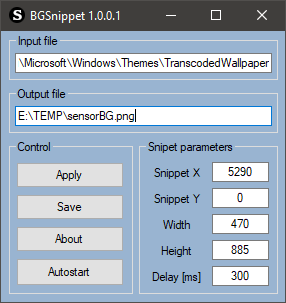 S BGSnippet 1.0.0.1
Input file
\Microsoft\Windows\Themes\TranscodedWallpaper
Output file
E:\TEMP\sensorBG.png
Control
Apply
Save
About
Autostart
Snipet parameters
Snippet X 5290
Snippet Y 0
Width 470
Height 885
Delay [ms] 300